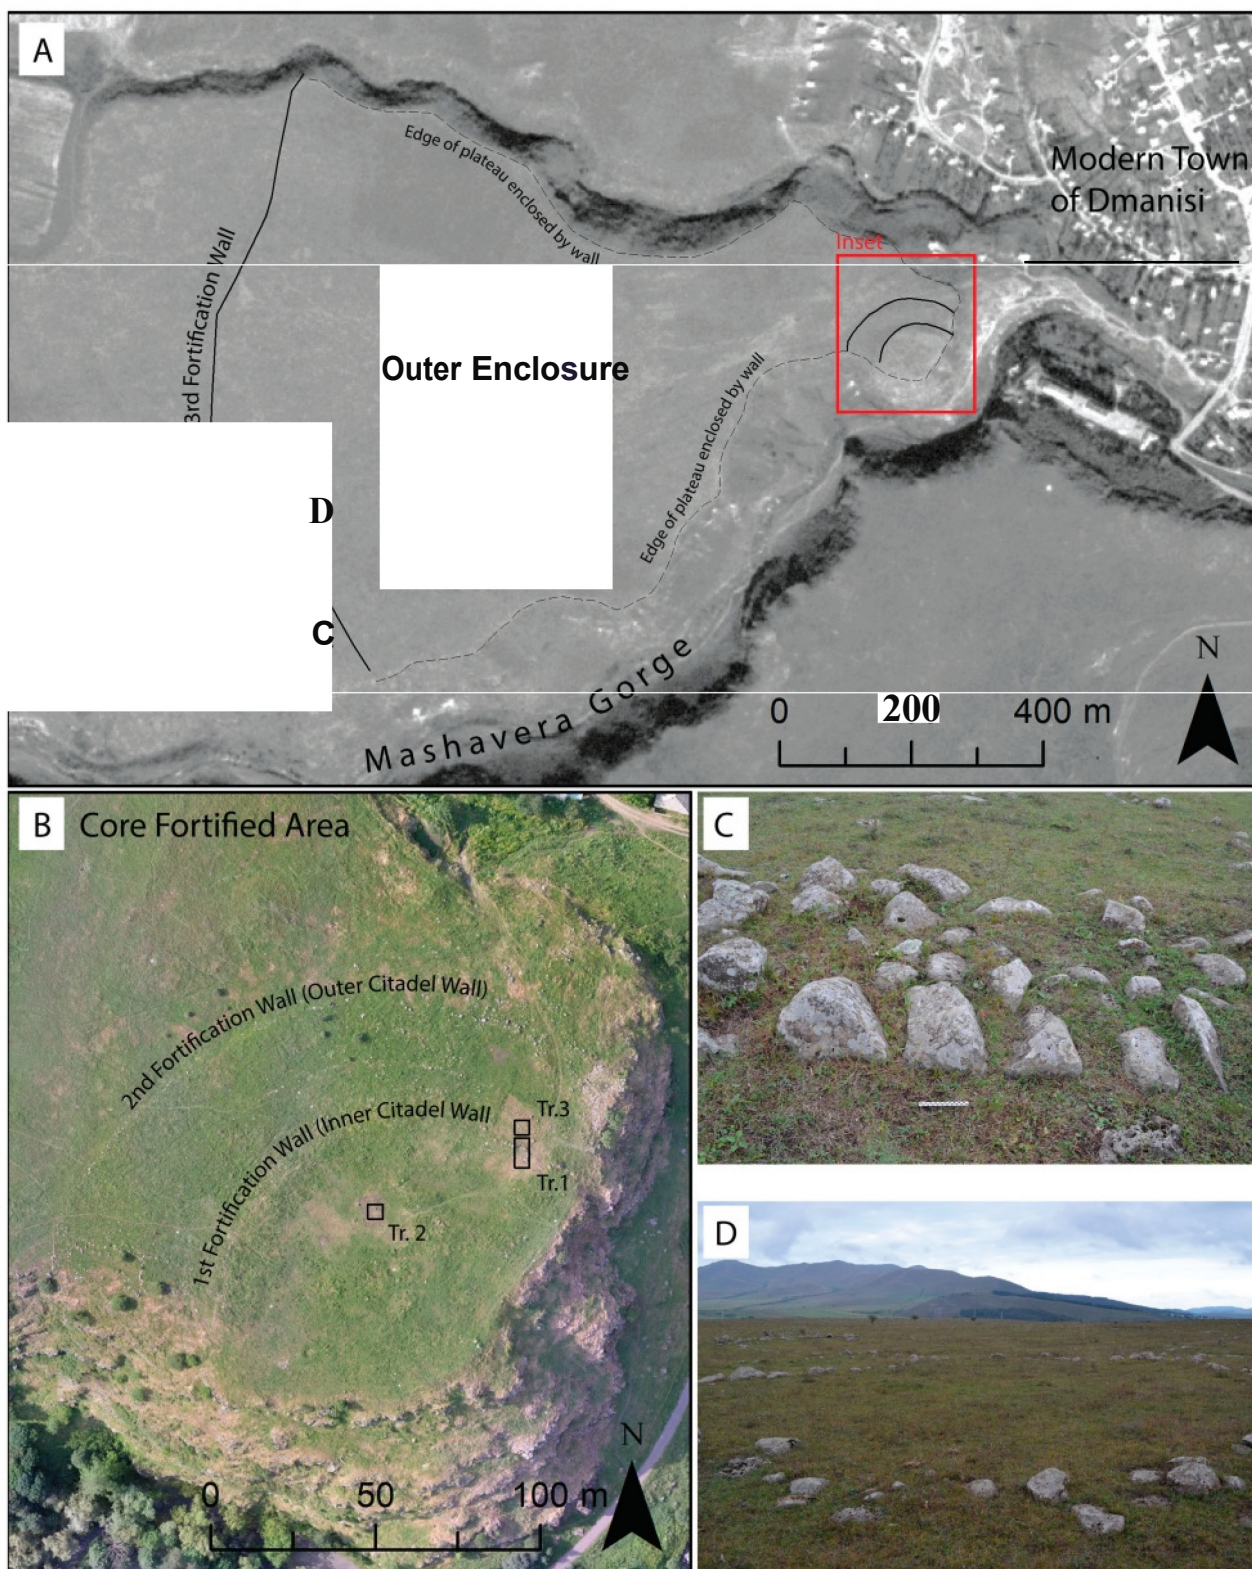 A
Edge of plateau enclosed by wall
Modern Town
of Dmanisi
Inset
3rd Fortification Wall
Outer Enclosure
Edge of plateau enclosed by wall
D
C
Mashavera Gorge
N
0 200 400 m
B Core Fortified Area
2nd Fortification Wall (Outer Citadel Wall)
1st Fortification Wall (Inner Citadel Wall
Tr.3
Tr.1
Tr. 2
N
0 50 100 m
C
D